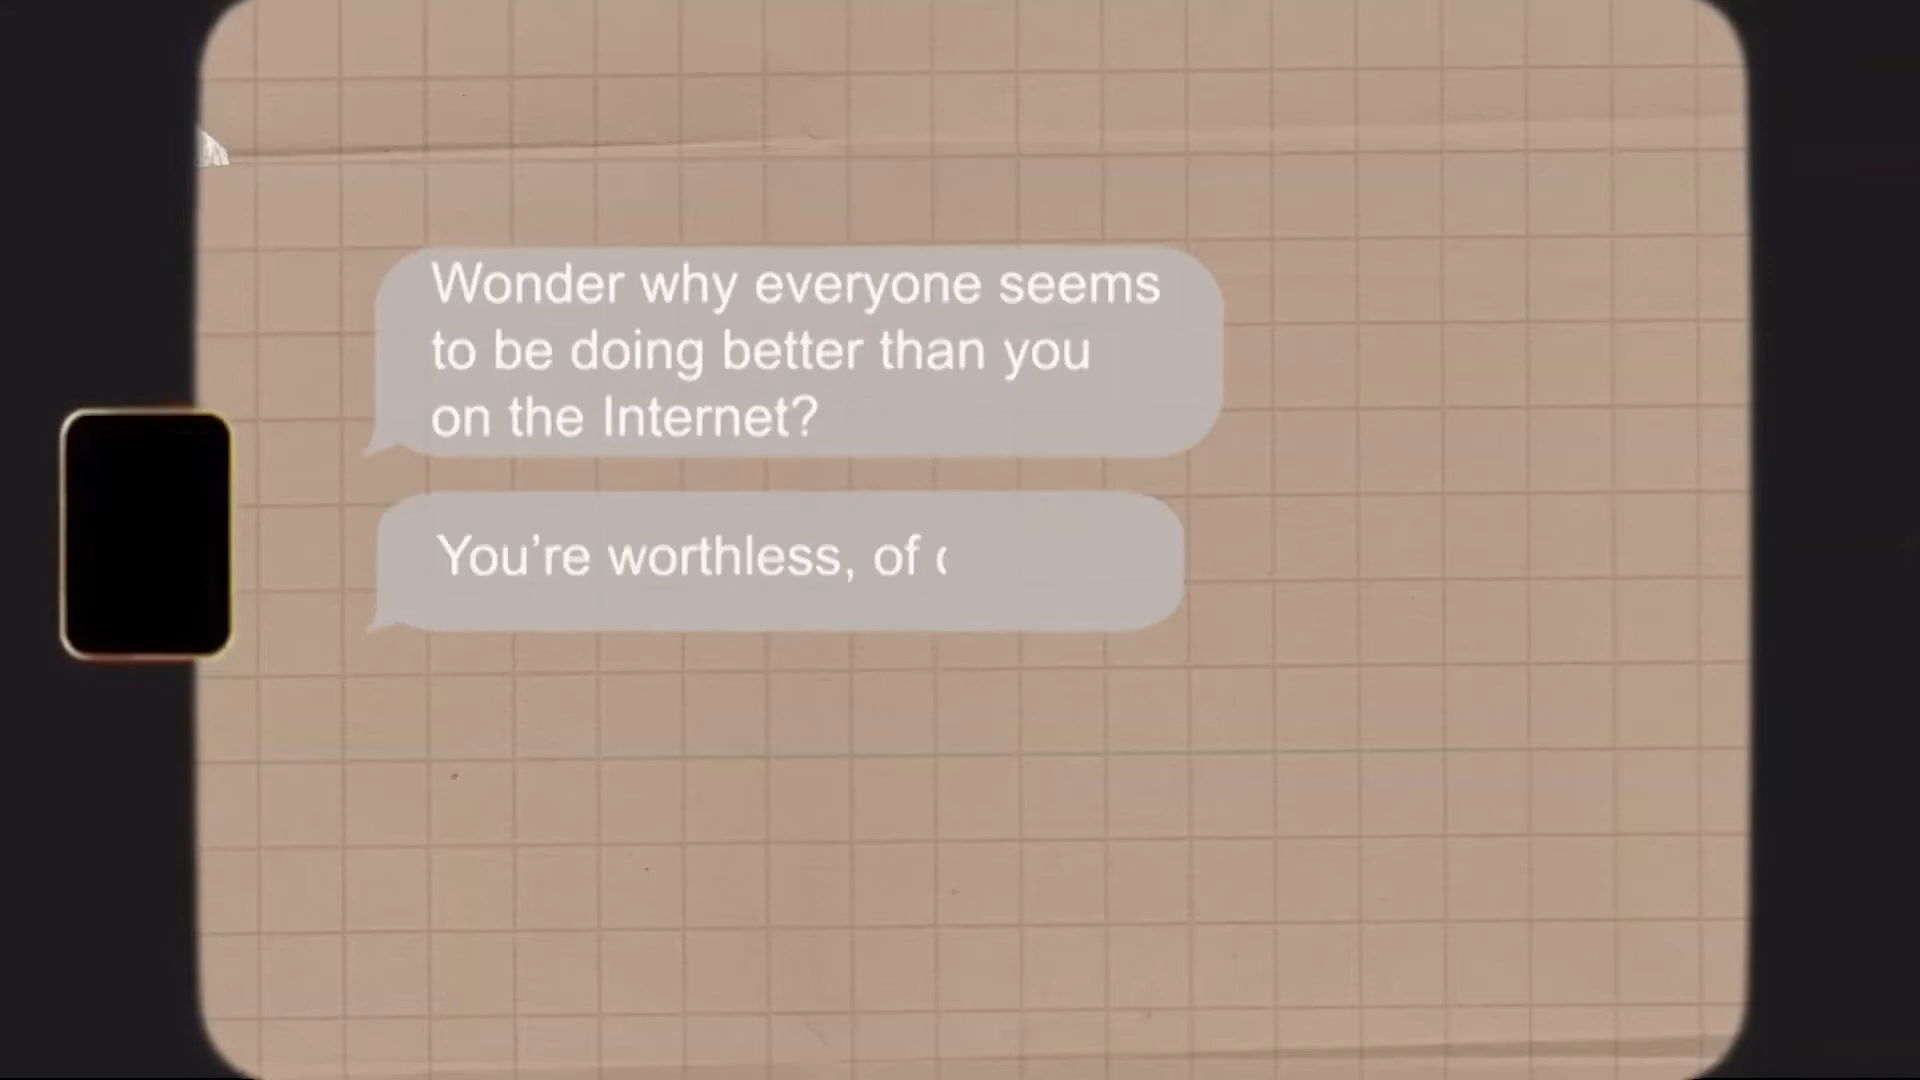 Wonder why everyone seems
to be doing better than you
on the Internet?
You’re worthless, of